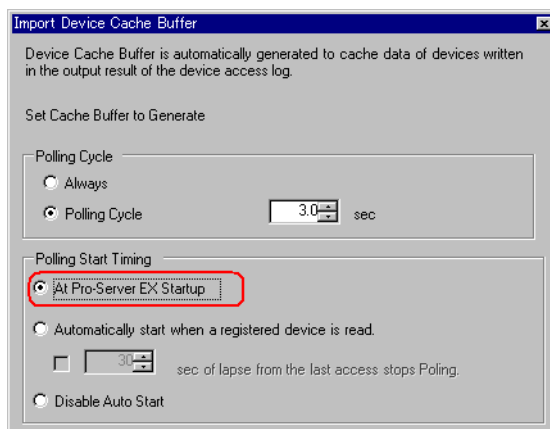 Import Device Cache Buffer
Device Cache Buffer is automatically generated to cache data of devices written
in the output result of the device access log.
Set Cache Buffer to Generate
Polling Cycle
Always
Polling Cycle 3.0 sec
Polling Start Timing
At Pro-Server EX Startup
Automatically start when a registered device is read.
30 sec of lapse from the last access stops Poling.
Disable Auto Start